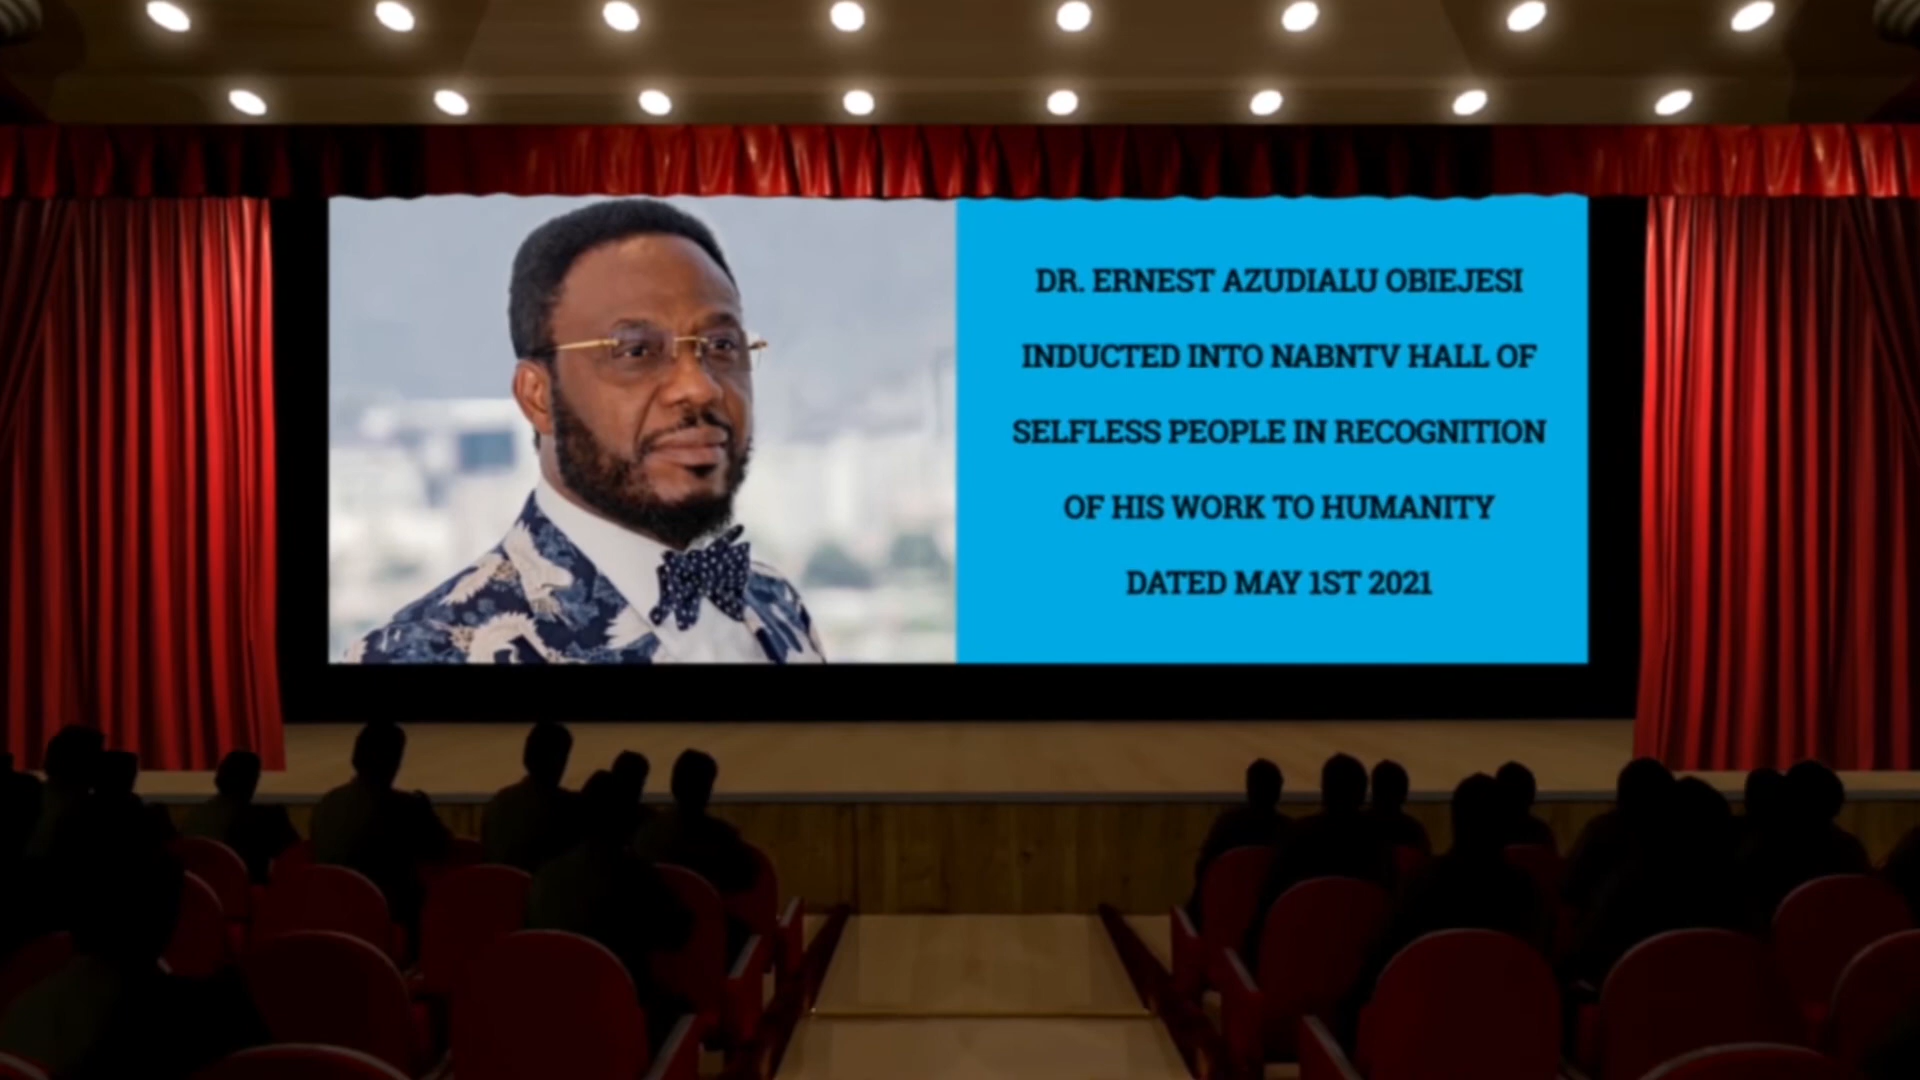 DR. ERNEST AZUDIALU OBIEJESI
INDUCTED INTO NABNTV HALL OF
SELFLESS PEOPLE IN RECOGNITION
OF HIS WORK TO HUMANITY
DATED MAY 1ST 2021